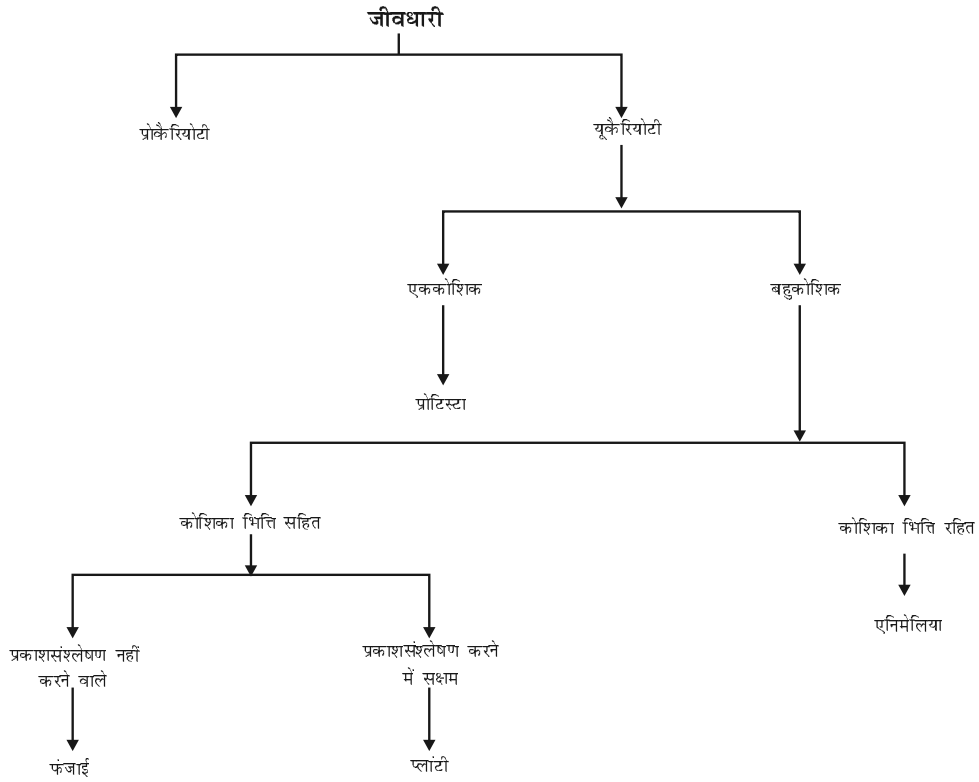 जीवधारी
प्रोकैरियोटी
यूकैरियोटी
एककोशिक
बहुकोशिक
प्रोटिस्टा
कोशिका भित्ति सहित
कोशिका भित्ति रहित
एनिमेलिया
प्रकाशसंश्लेषण नहीं
करने वाले
प्रकाशसंश्लेषण करने
में सक्षम
फंजाई
प्लांटी